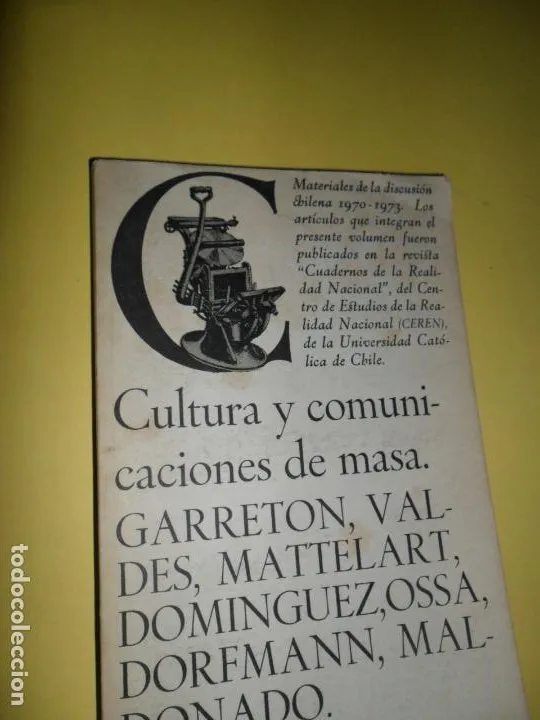 C
Materiales de la discusión
chilena 1970-1973. Los
artículos que integran el
presente volumen fueron
publicados en la revista
"Cuadernos de la Reali-
dad Nacional", del Cen-
tro de Estudios de la Rea-
lidad Nacional (CEREN),
de la Universidad Cató-
lica de Chile.
Cultura y comuni-
caciones de masa.
GARRETON, VAL-
DES, MATTELART,
DOMINGUEZ,OSSA,
DORFMANN, MAL-
DONADO.
todocoleccion.net